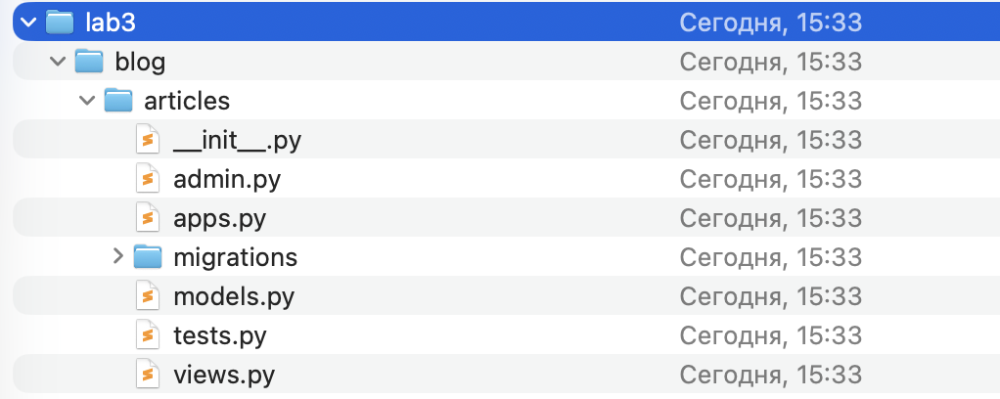 lab3 Сегодня, 15:33
blog Сегодня, 15:33
articles Сегодня, 15:33
__init__.py Сегодня, 15:33
admin.py Сегодня, 15:33
apps.py Сегодня, 15:33
migrations Сегодня, 15:33
models.py Сегодня, 15:33
tests.py Сегодня, 15:33
views.py Сегодня, 15:33